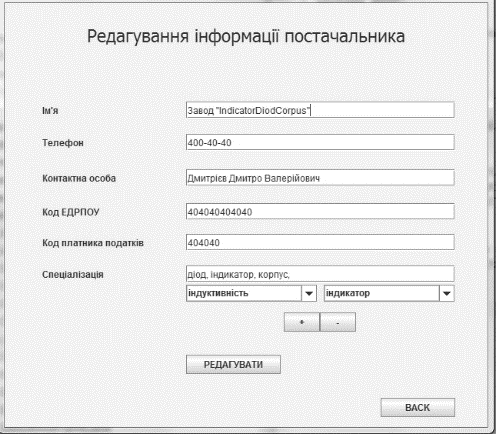 Редагування інформації постачальника
Ім'я Завод "IndicatorDiodCorpus"
Телефон 400-40-40
Контактна особа Дмитрієв Дмитро Валерійович
Код ЕДРПОУ 404040404040
Код платника податків 404040
Спеціалізація діод, індикатор, корпус,
індуктивність індикатор
+ -
РЕДАГУВАТИ
BACK